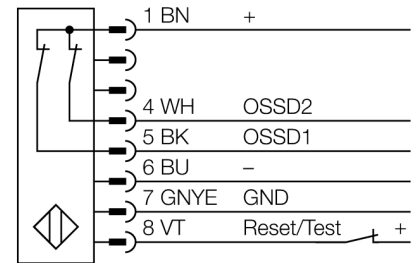 1 BN +
4 WH OSSD2
5 BK OSSD1
6 BU –
7 GNYE GND
8 VT Reset/Test +